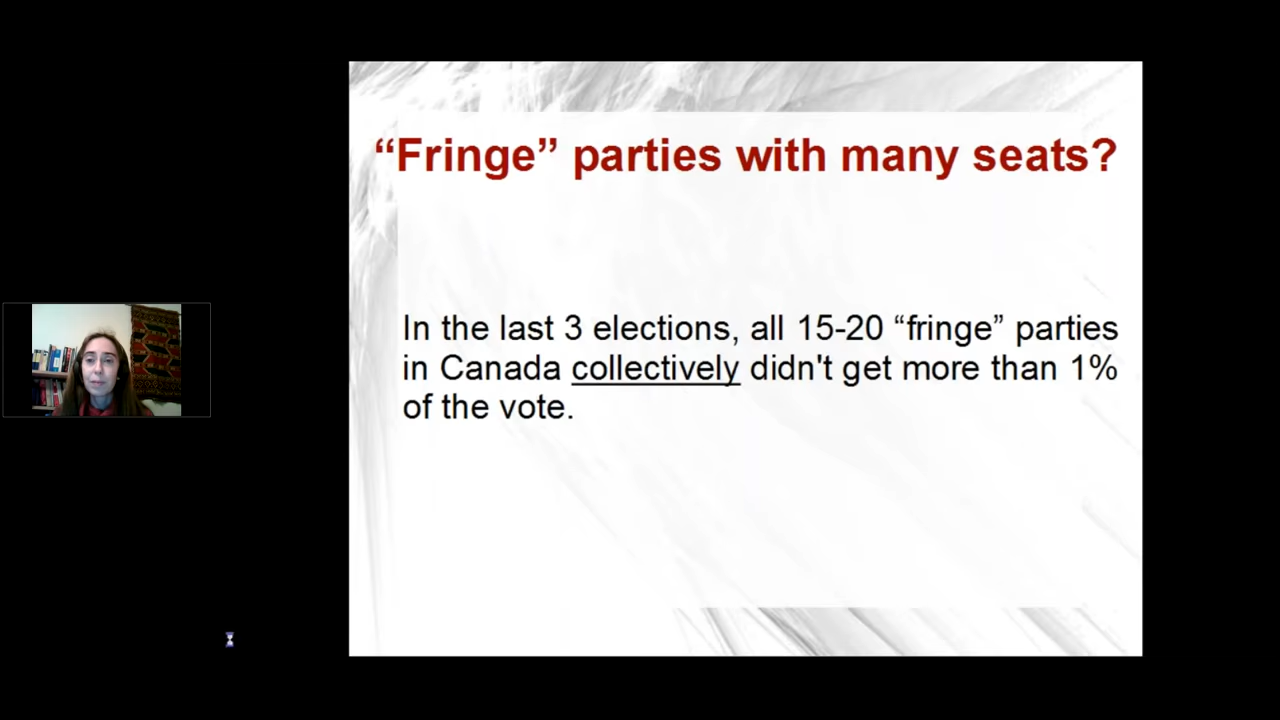 “Fringe” parties with many seats?
In the last 3 elections, all 15-20 “fringe” parties
in Canada collectively didn't get more than 1%
of the vote.